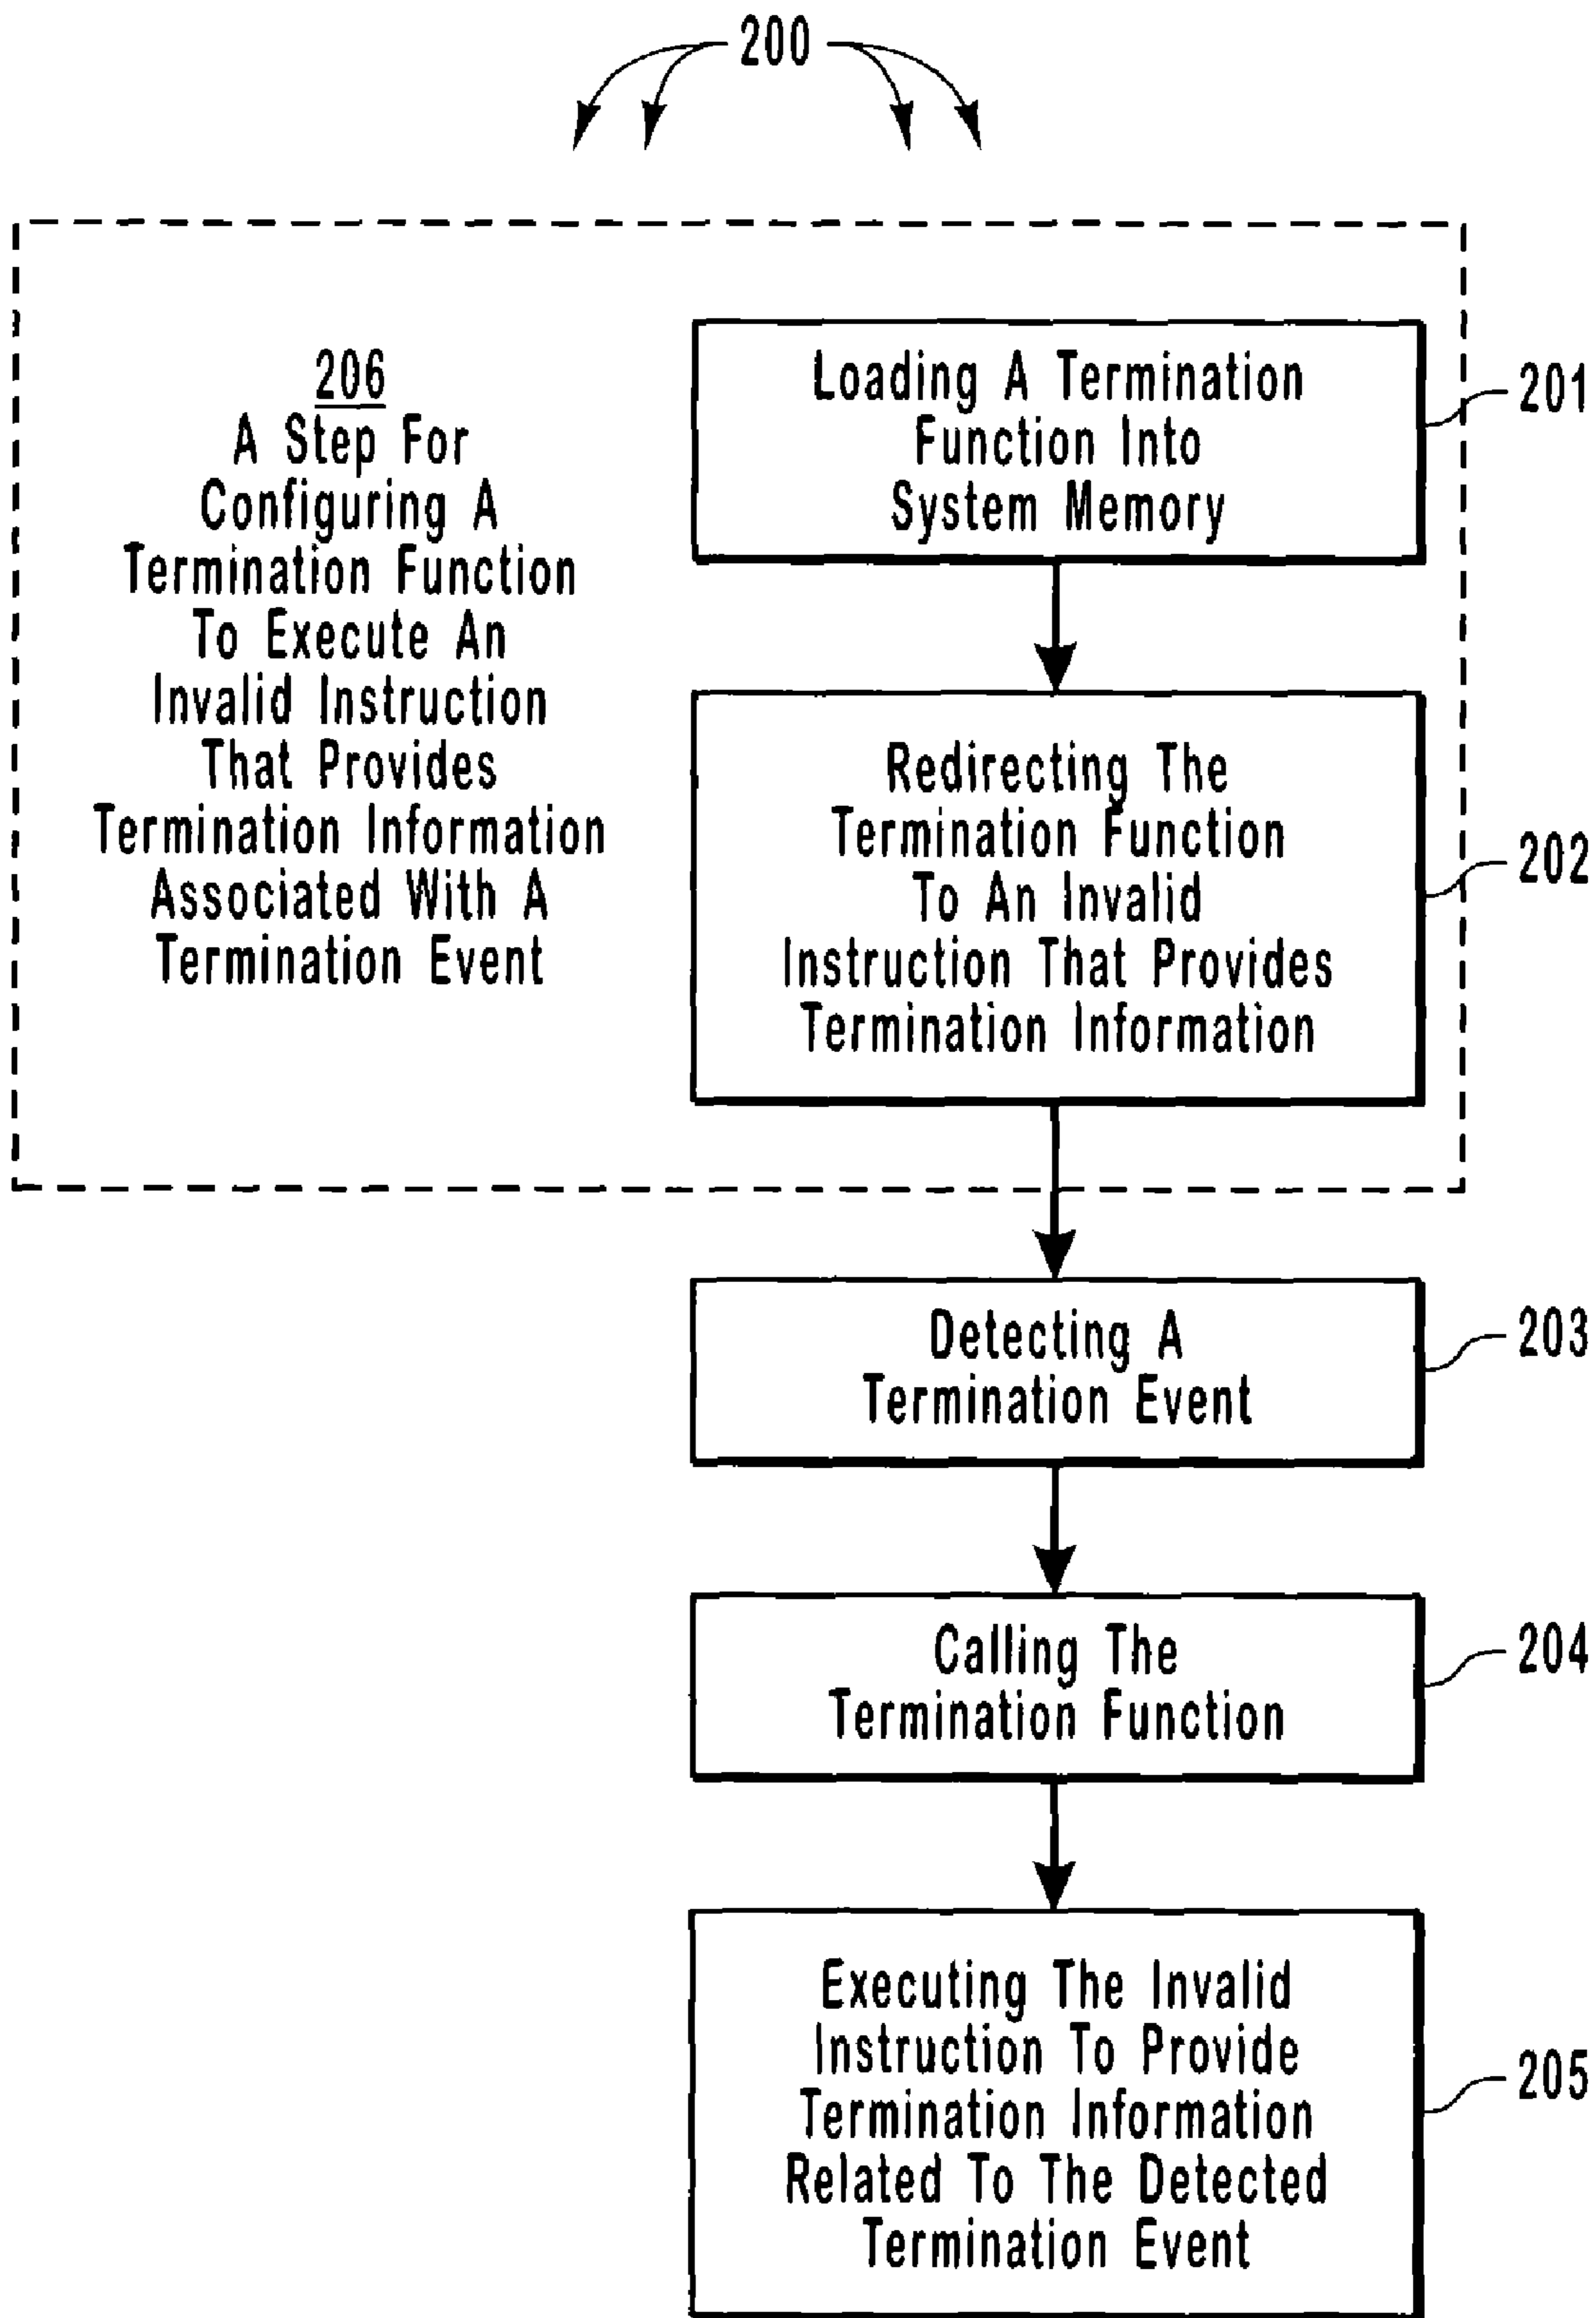 200
206
A Step For
Configuring A
Termination Function
To Execute An
Invalid Instruction
That Provides
Termination Information
Associated With A
Termination Event
Loading A Termination
Function Into
System Memory
201
Redirecting The
Termination Function
To An Invalid
Instruction That Provides
Termination Information
202
Detecting A
Termination Event
203
Calling The
Termination Function
204
Executing The Invalid
Instruction To Provide
Termination Information
Related To The Detected
Termination Event
205